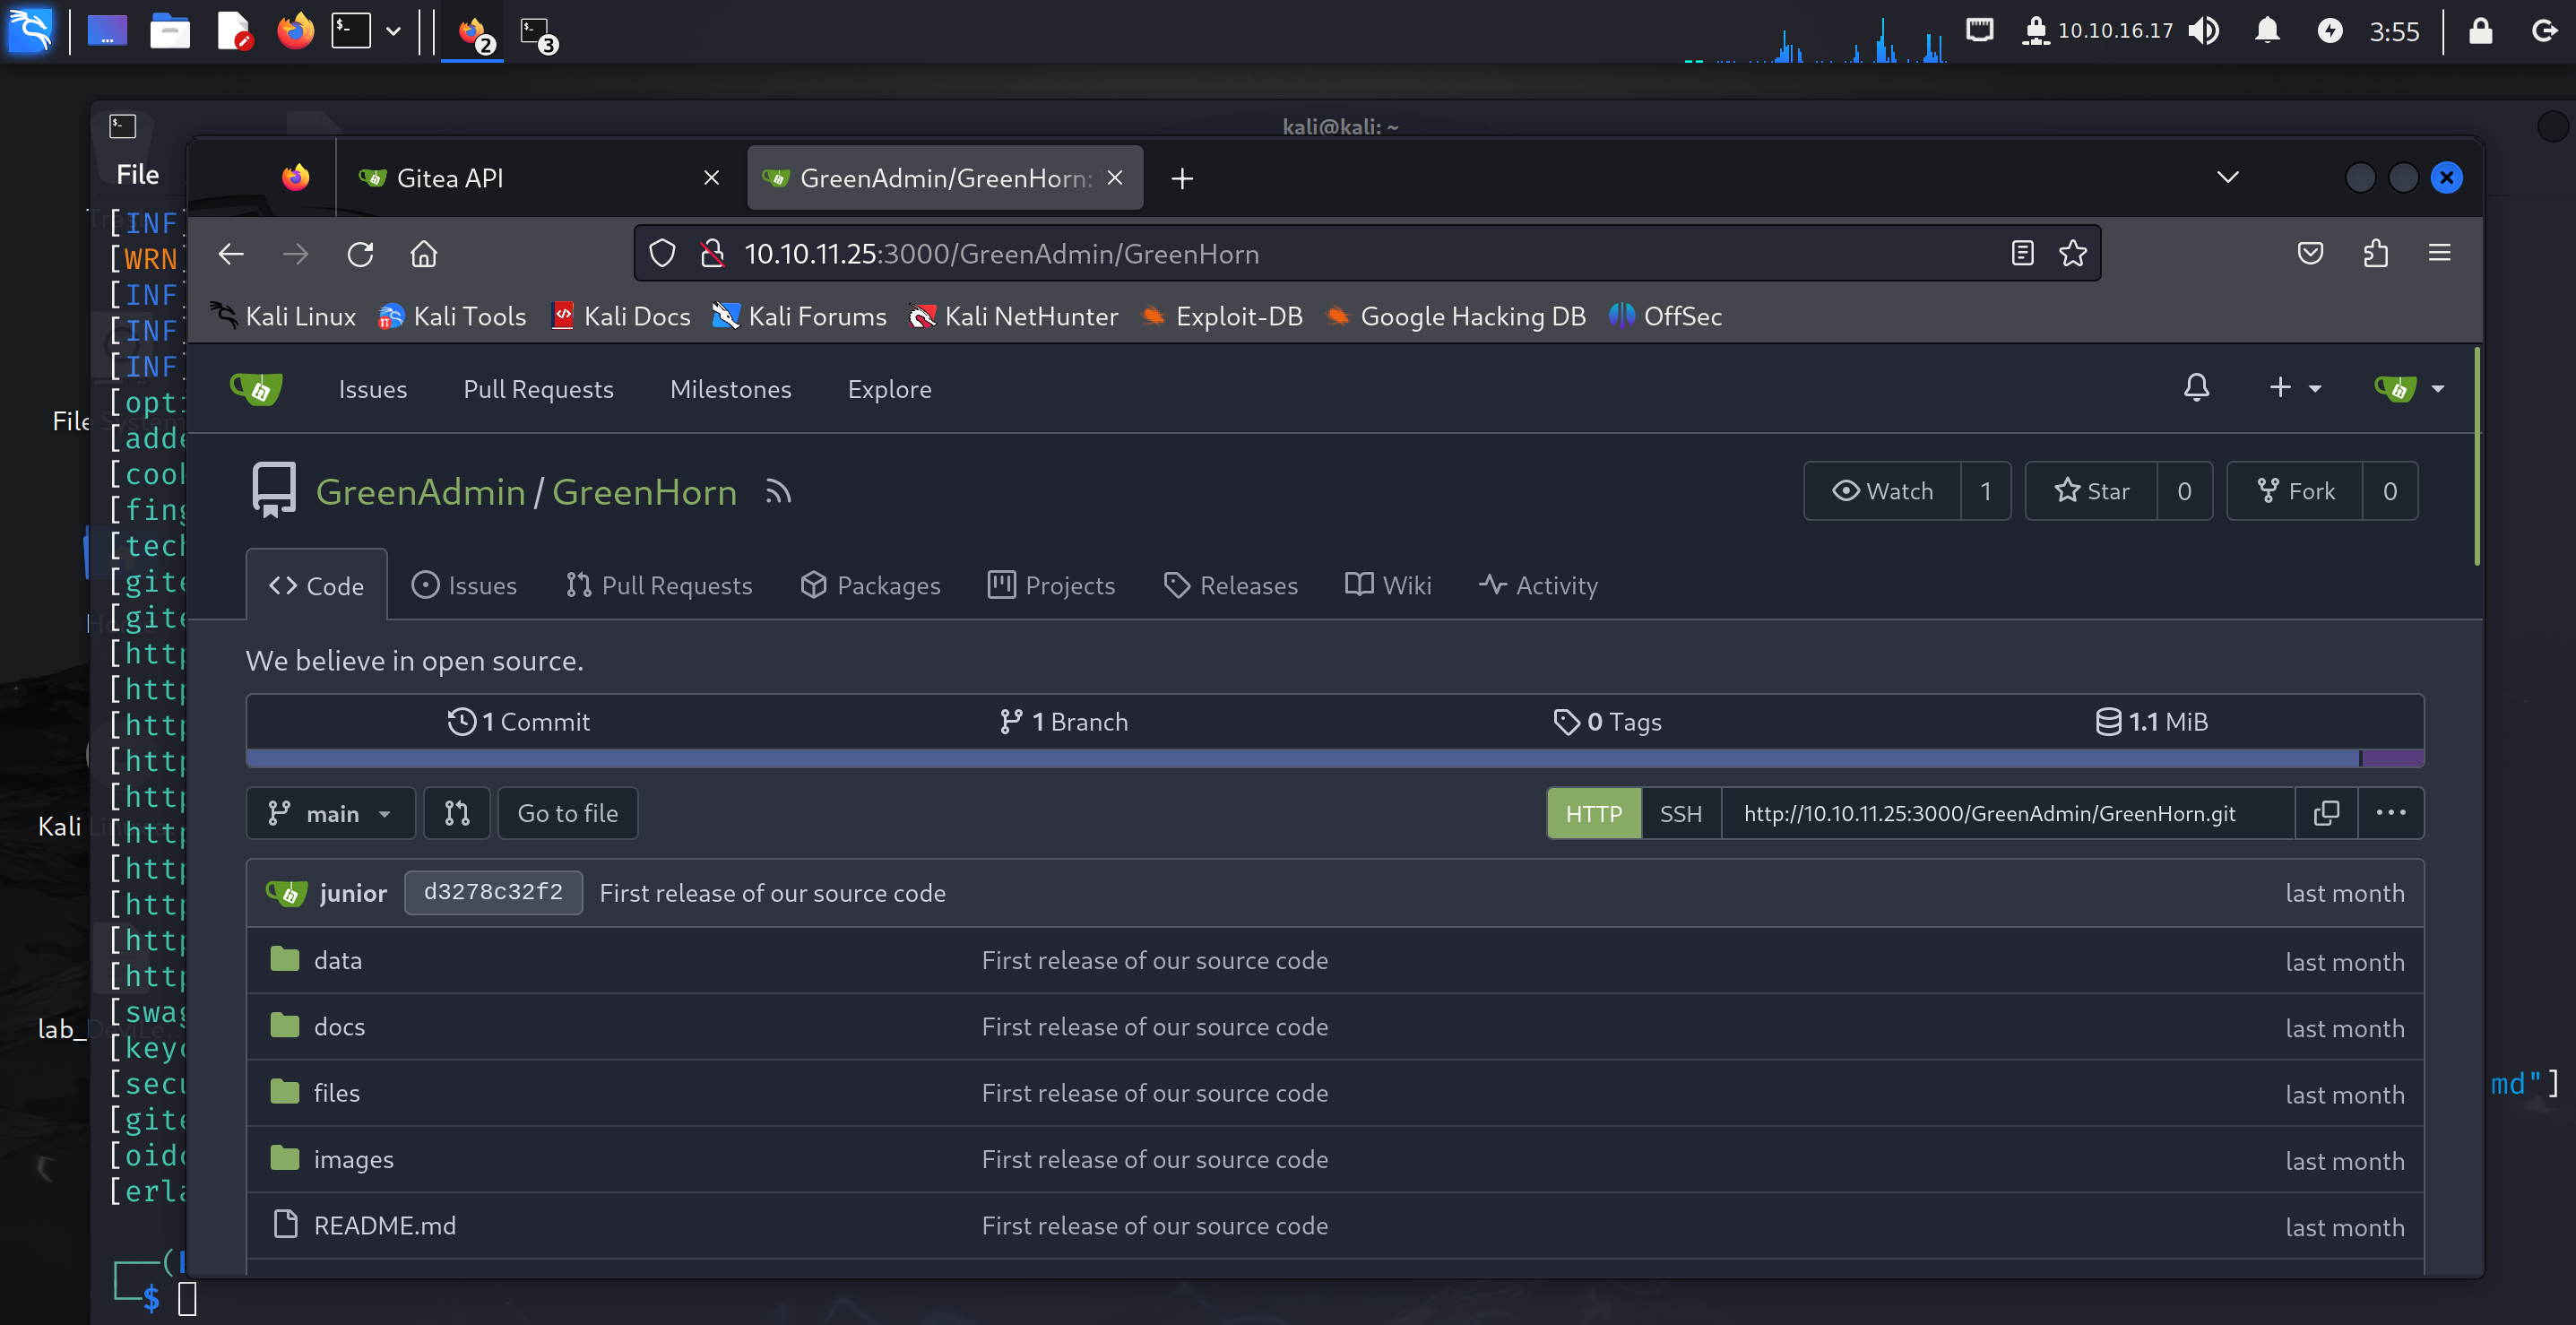 2
3
10.10.16.17
3:55
kali@kali: ~
File
Gitea API
GreenAdmin/GreenHorn:
10.10.11.25:3000/GreenAdmin/GreenHorn
Kali Linux
Kali Tools
Kali Docs
Kali Forums
Kali NetHunter
Exploit-DB
Google Hacking DB
OffSec
Issues
Pull Requests
Milestones
Explore
GreenAdmin/GreenHorn
Watch 1
Star 0
Fork 0
Code
Issues
Pull Requests
Packages
Projects
Releases
Wiki
Activity
We believe in open source.
1 Commit
1 Branch
0 Tags
1.1 MiB
main
Go to file
HTTP
SSH
http://10.10.11.25:3000/GreenAdmin/GreenHorn.git
junior d3278c32f2 First release of our source code last month
data First release of our source code last month
docs First release of our source code last month
files First release of our source code last month
images First release of our source code last month
README.md First release of our source code last month
[INF
[WRN
[INF
[INF
[INF
[opti
[adde
[cook
[fing
[tech
[gite
[gite
[http
[http
[http
[http
[http
[http
[http
[http
[http
[http
[swag
[keyc
[secu
md"]
[gite
[oidc
[erla
$
File System
Kali Li
lab_